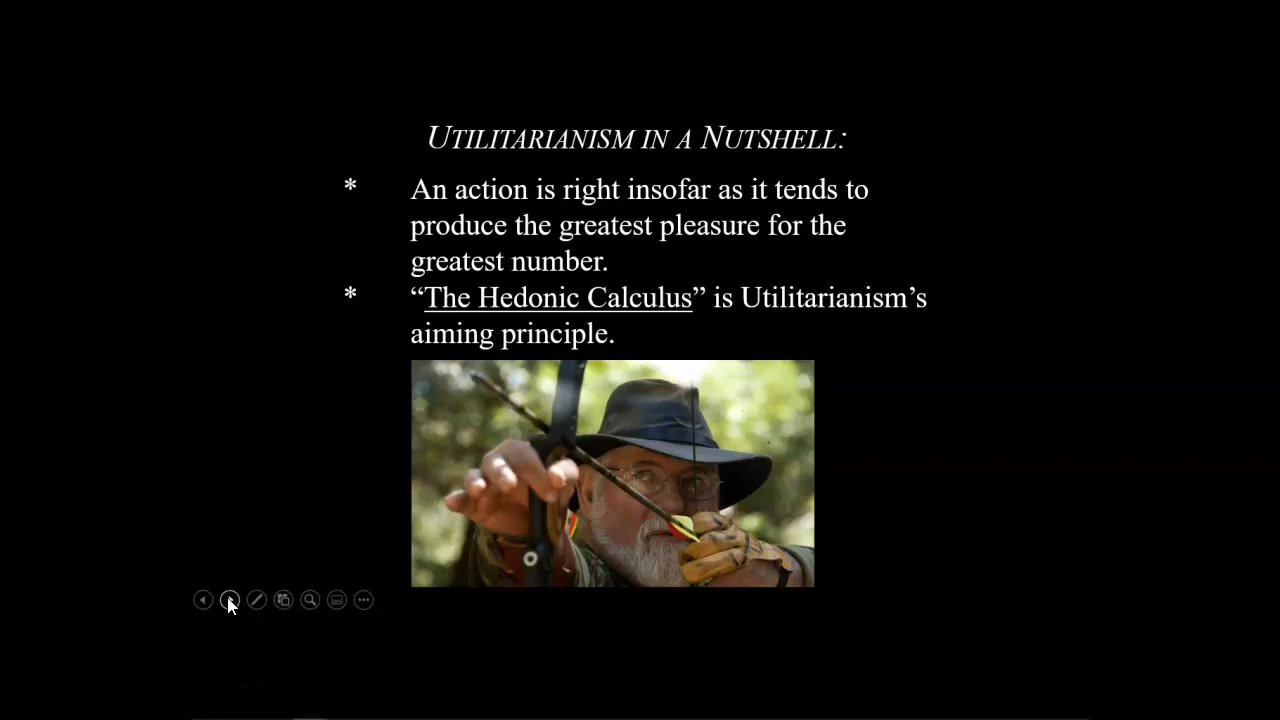 UTILITARIANISM IN A NUTSHELL:
* An action is right insofar as it tends to
produce the greatest pleasure for the
greatest number.
* “The Hedonic Calculus” is Utilitarianism’s
aiming principle.